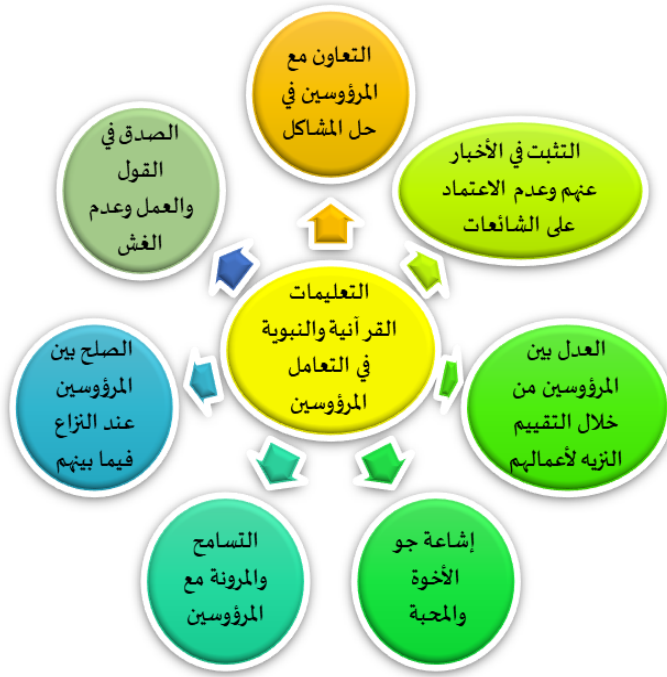 التعاون مع
المرؤوسين في
حل المشاكل
التثبت في الأخبار
عنهم وعدم الاعتماد
على الشائعات
الصدق في
القول
والعمل وعدم
الغش
التعليمات
القرآنية والنبوية
في التعامل
المرؤوسين
العدل بين
المرؤوسين من
خلال التقييم
النزيه لأعمالهم
الصلح بين
المرؤوسين
عند النزاع
فيما بينهم
إشاعة جو
الأخوة
والمحبة
التسامح
والمرونة مع
المرؤوسين